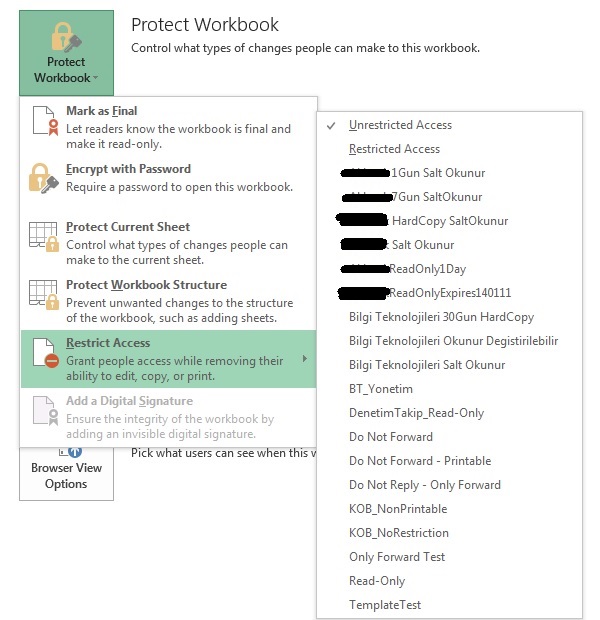 Protect Workbook
Control what types of changes people can make to this workbook.
Protect
Workbook
Mark as Final
Let readers know the workbook is final and
make it read-only.
Encrypt with Password
Require a password to open this workbook.
Protect Current Sheet
Control what types of changes people can
make to the current sheet.
Protect Workbook Structure
Prevent unwanted changes to the structure
of the workbook, such as adding sheets.
Restrict Access
Grant people access while removing their
ability to edit, copy, or print.
Add a Digital Signature
Ensure the integrity of the workbook by
adding an invisible digital signature.
Browser View
Options
Pick what users can see when this w
Unrestricted Access
Restricted Access
1Gun Salt Okunur
7Gun SaltOkunur
HardCopy SaltOkunur
Salt Okunur
ReadOnly1Day
ReadOnlyExpires140111
Bilgi Teknolojileri 30Gun HardCopy
Bilgi Teknolojileri Okunur Degistirilebilir
Bilgi Teknolojileri Salt Okunur
BT_Yonetim
DenetimTakip_Read-Only
Do Not Forward
Do Not Forward - Printable
Do Not Reply - Only Forward
KOB_NonPrintable
KOB_NoRestriction
Only Forward Test
Read-Only
TemplateTest